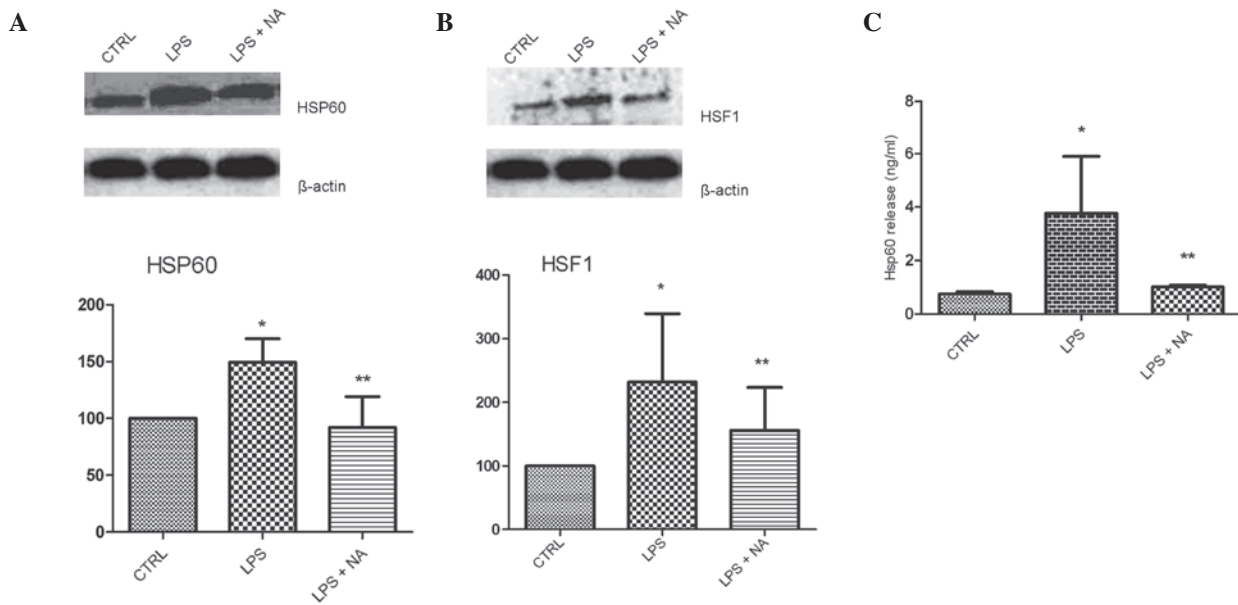 A
CTRL LPS LPS + NA
HSP60
ß-actin
HSP60
200
150
100
50
0
*
**
CTRL LPS LPS + NA
B
CTRL LPS LPS + NA
HSF1
ß-actin
HSF1
400
300
200
100
0
*
**
CTRL LPS LPS + NA
C
Hsp60 release (ng/ml)
8
6
4
2
0
*
**
CTRL LPS LPS + NA